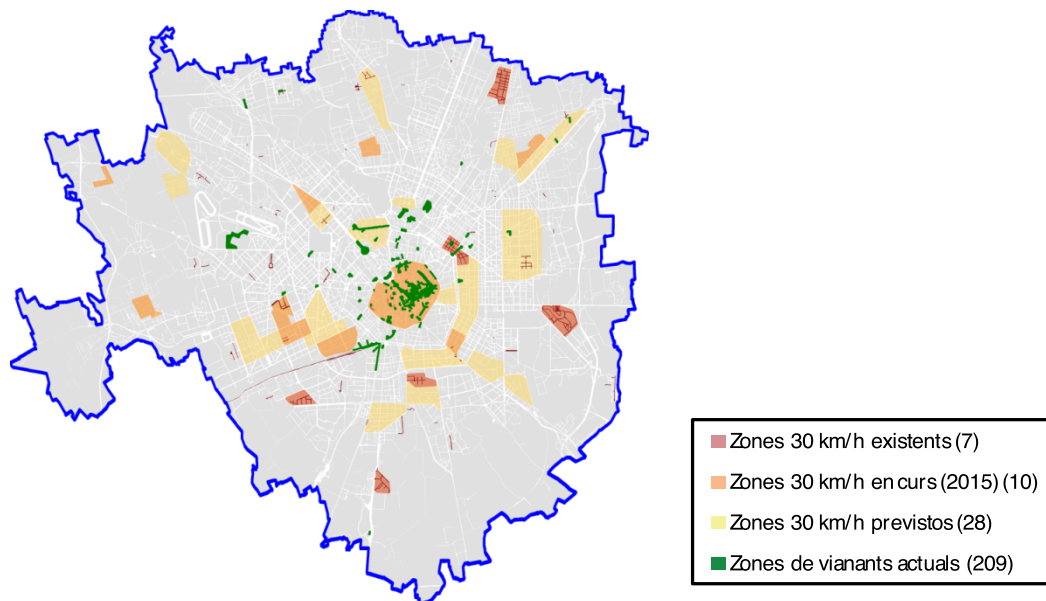 Zones 30 km/h existents (7)
Zones 30 km/h en curs (2015) (10)
Zones 30 km/h previstos (28)
Zones de vianants actuals (209)